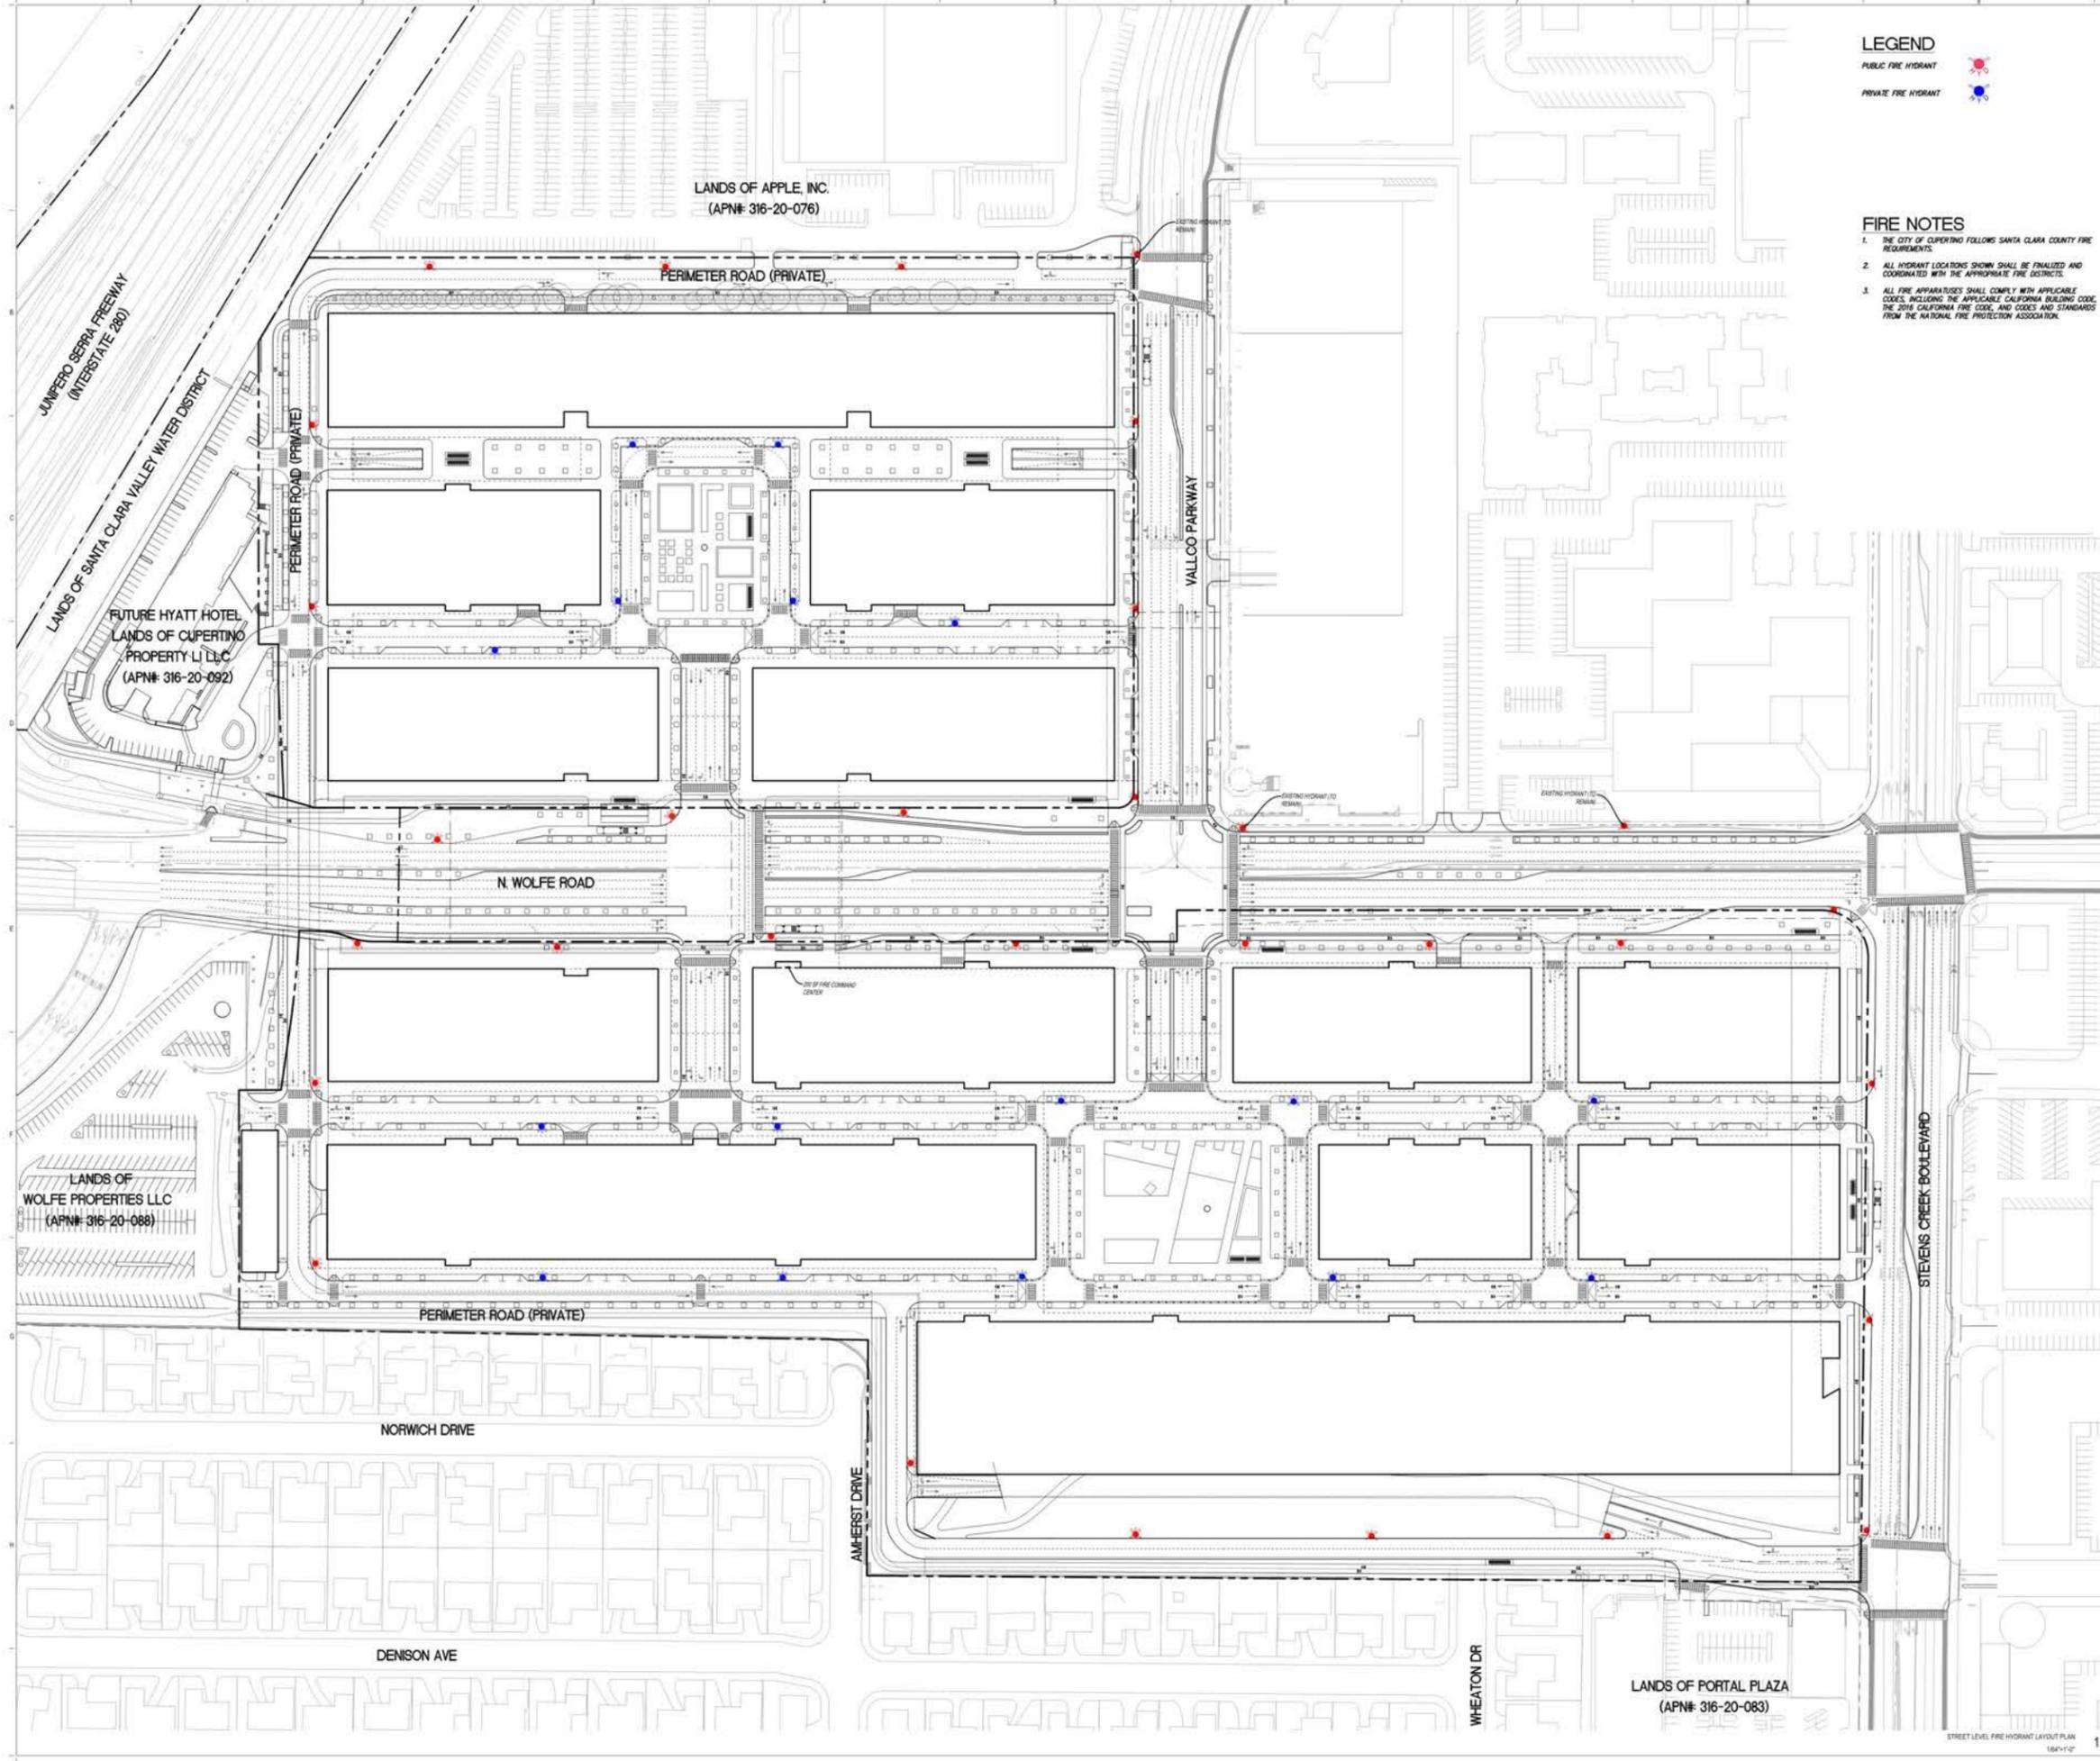 LEGEND
PUBLIC FIRE HYDRANT
PRIVATE FIRE HYDRANT
LANDS OF APPLE, INC.
(APN#: 316-20-076)
EXISTING HYDRANT (TO
REMAIN)
FIRE NOTES
1. THE CITY OF CUPERTINO FOLLOWS SANTA CLARA COUNTY FIRE
REQUIREMENTS.
2. ALL HYDRANT LOCATIONS SHOWN SHALL BE FINALIZED AND
COORDINATED WITH THE APPROPRIATE FIRE DISTRICTS.
3. ALL FIRE APPARATUSES SHALL COMPLY WITH APPLICABLE
CODES, INCLUDING THE APPLICABLE CALIFORNIA BUILDING CODE,
THE 2016 CALIFORNIA FIRE CODE, AND CODES AND STANDARDS
FROM THE NATIONAL FIRE PROTECTION ASSOCIATION.
PERIMETER ROAD (PRIVATE)
JUNIPERO SERRA FREEWAY
(INTERSTATE 280)
LANDS OF SANTA CLARA VALLEY WATER DISTRICT
PERIMETER ROAD (PRIVATE)
VALLCO PARKWAY
FUTURE HYATT HOTEL
LANDS OF CUPERTINO
PROPERTY LI LLC
(APN#: 316-20-092)
EXISTING HYDRANT (TO
REMAIN)
EXISTING HYDRANT (TO
REMAIN)
N. WOLFE ROAD
FIRE COMMAND
CENTER
LANDS OF
WOLFE PROPERTIES LLC
(APN#: 316-20-088)
STEVENS CREEK BOULEVARD
PERIMETER ROAD (PRIVATE)
NORWICH DRIVE
AMHERST DRIVE
DENISON AVE
WHEATON DR
LANDS OF PORTAL PLAZA
(APN#: 316-20-083)
STREET LEVEL FIRE HYDRANT LAYOUT PLAN
1/64"=1'-0"